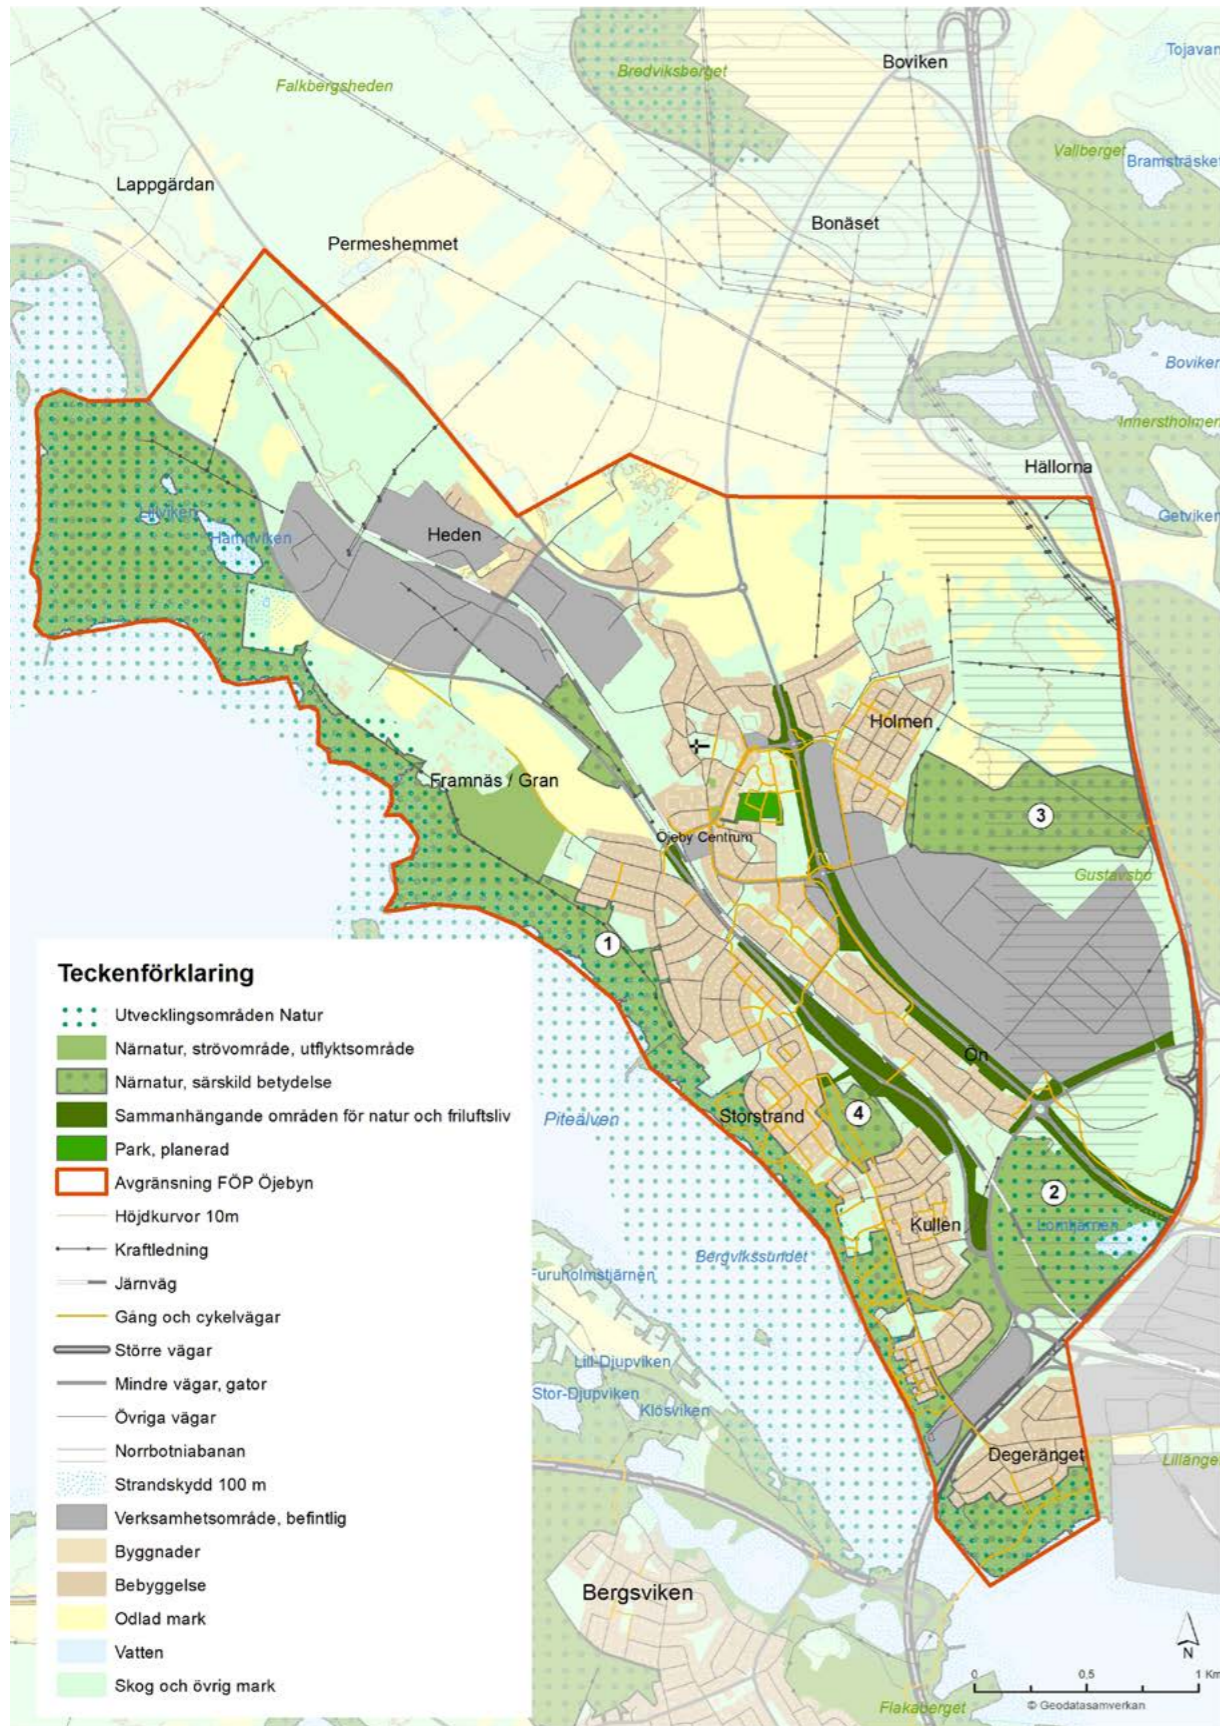 Boviken
Tojavan
Falkbergsheden
Bredviksberget
Vallberget
Bramsträsket
Lappgärdan
Bonäset
Permeshemmet
Boviken
Innerstholmen
Hällorna
Getviken
Lillviken
Heden
Hamnviken
Holmen
Framnäs / Gran
Öjeby Centrum
3
Gustavsbo
1
Ön
Piteälven
Storstrand
4
2
Lomtjärnen
Kullen
Bergvikssundet
Furuholmstjärnen
Lill-Djupviken
Stor-Djupviken
Klösviken
Degeränget
Lillänget
Bergsviken
Flakaberget
Teckenförklaring
Utvecklingsområden Natur
Närnatur, strövområde, utflyktsområde
Närnatur, särskild betydelse
Sammanhängande områden för natur och friluftsliv
Park, planerad
Avgränsning FÖP Öjebyn
Höjdkurvor 10m
Kraftledning
Järnväg
Gång och cykelvägar
Större vägar
Mindre vägar, gator
Övriga vägar
Norrbotniabanan
Strandskydd 100 m
Verksamhetsområde, befintlig
Byggnader
Bebyggelse
Odlad mark
Vatten
Skog och övrig mark
N
0 0,5 1 Km
© Geodatasamverkan